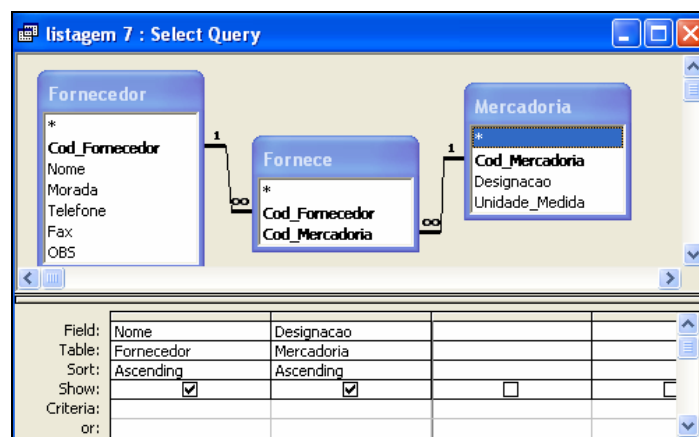 listagem 7 : Select Query
Fornecedor
*
Cod_Fornecedor
Nome
Morada
Telefone
Fax
OBS
1
∞
Fornece
*
Cod_Fornecedor
Cod_Mercadoria
1
∞
Mercadoria
*
Cod_Mercadoria
Designacao
Unidade_Medida
Field: Nome Designacao
Table: Fornecedor Mercadoria
Sort: Ascending Ascending
Show:
Criteria:
or: